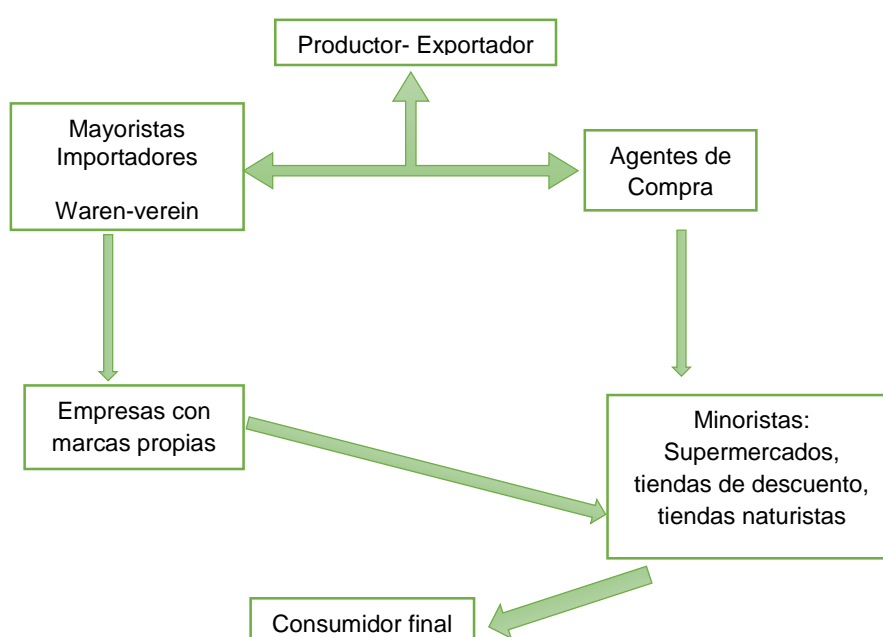 Productor- Exportador
Mayoristas
Importadores
Waren-verein
Agentes de
Compra
Empresas con
marcas propias
Minoristas:
Supermercados,
tiendas de descuento,
tiendas naturistas
Consumidor final